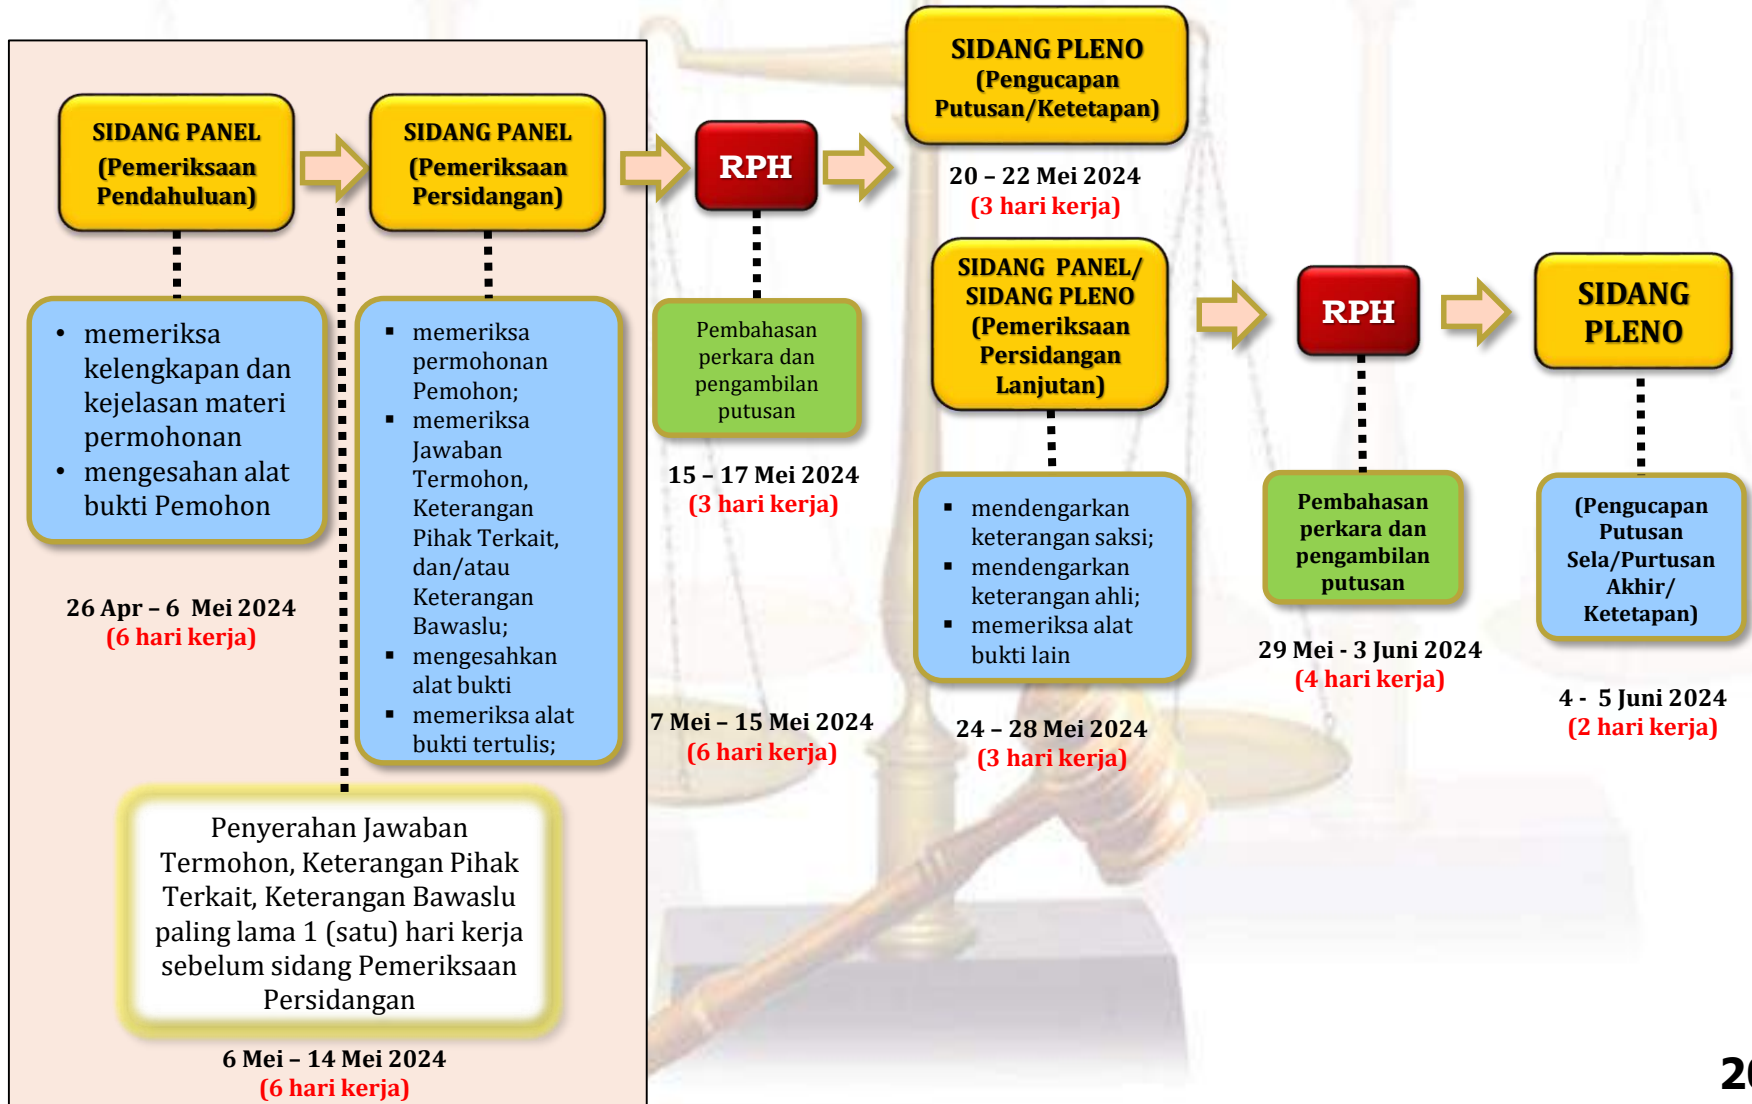 SIDANG PANEL
(Pemeriksaan
Pendahuluan)
• memeriksa
kelengkapan dan
kejelasan materi
permohonan
• mengesahan alat
bukti Pemohon
26 Apr – 6 Mei 2024
(6 hari kerja)
SIDANG PANEL
(Pemeriksaan
Persidangan)
▪ memeriksa
permohonan
Pemohon;
▪ memeriksa
Jawaban
Termohon,
Keterangan
Pihak Terkait,
dan/atau
Keterangan
Bawaslu;
▪ mengesahkan
alat bukti
▪ memeriksa alat
bukti tertulis;
7 Mei – 15 Mei 2024
(6 hari kerja)
Penyerahan Jawaban
Termohon, Keterangan Pihak
Terkait, Keterangan Bawaslu
paling lama 1 (satu) hari kerja
sebelum sidang Pemeriksaan
Persidangan
6 Mei – 14 Mei 2024
(6 hari kerja)
RPH
Pembahasan
perkara dan
pengambilan
putusan
15 – 17 Mei 2024
(3 hari kerja)
SIDANG PLENO
(Pengucapan
Putusan/Ketetapan)
20 – 22 Mei 2024
(3 hari kerja)
SIDANG PANEL/
SIDANG PLENO
(Pemeriksaan
Persidangan
Lanjutan)
▪ mendengarkan
keterangan saksi;
▪ mendengarkan
keterangan ahli;
▪ memeriksa alat
bukti lain
24 – 28 Mei 2024
(3 hari kerja)
RPH
Pembahasan
perkara dan
pengambilan
putusan
29 Mei - 3 Juni 2024
(4 hari kerja)
SIDANG
PLENO
(Pengucapan
Putusan
Sela/Purtusan
Akhir/
Ketetapan)
4 - 5 Juni 2024
(2 hari kerja)